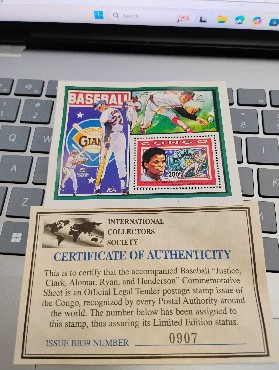 Search
BASEBALL
GIANTS
CONGO
200F
INTERNATIONAL
COLLECTORS
SOCIETY
CERTIFICATE OF AUTHENTICITY
This is to certify that the accompanied Baseball "Justice,
Clark, Alomar, Ryan, and Henderson" Commemorative
Sheet is an Official Legal Tender postage stamp issue of
the Congo, recognized by every Postal Authority around
the world. The number below has been assigned to
this stamp, thus assuring its Limited Edition status.
ISSUE BB39 NUMBER 0907